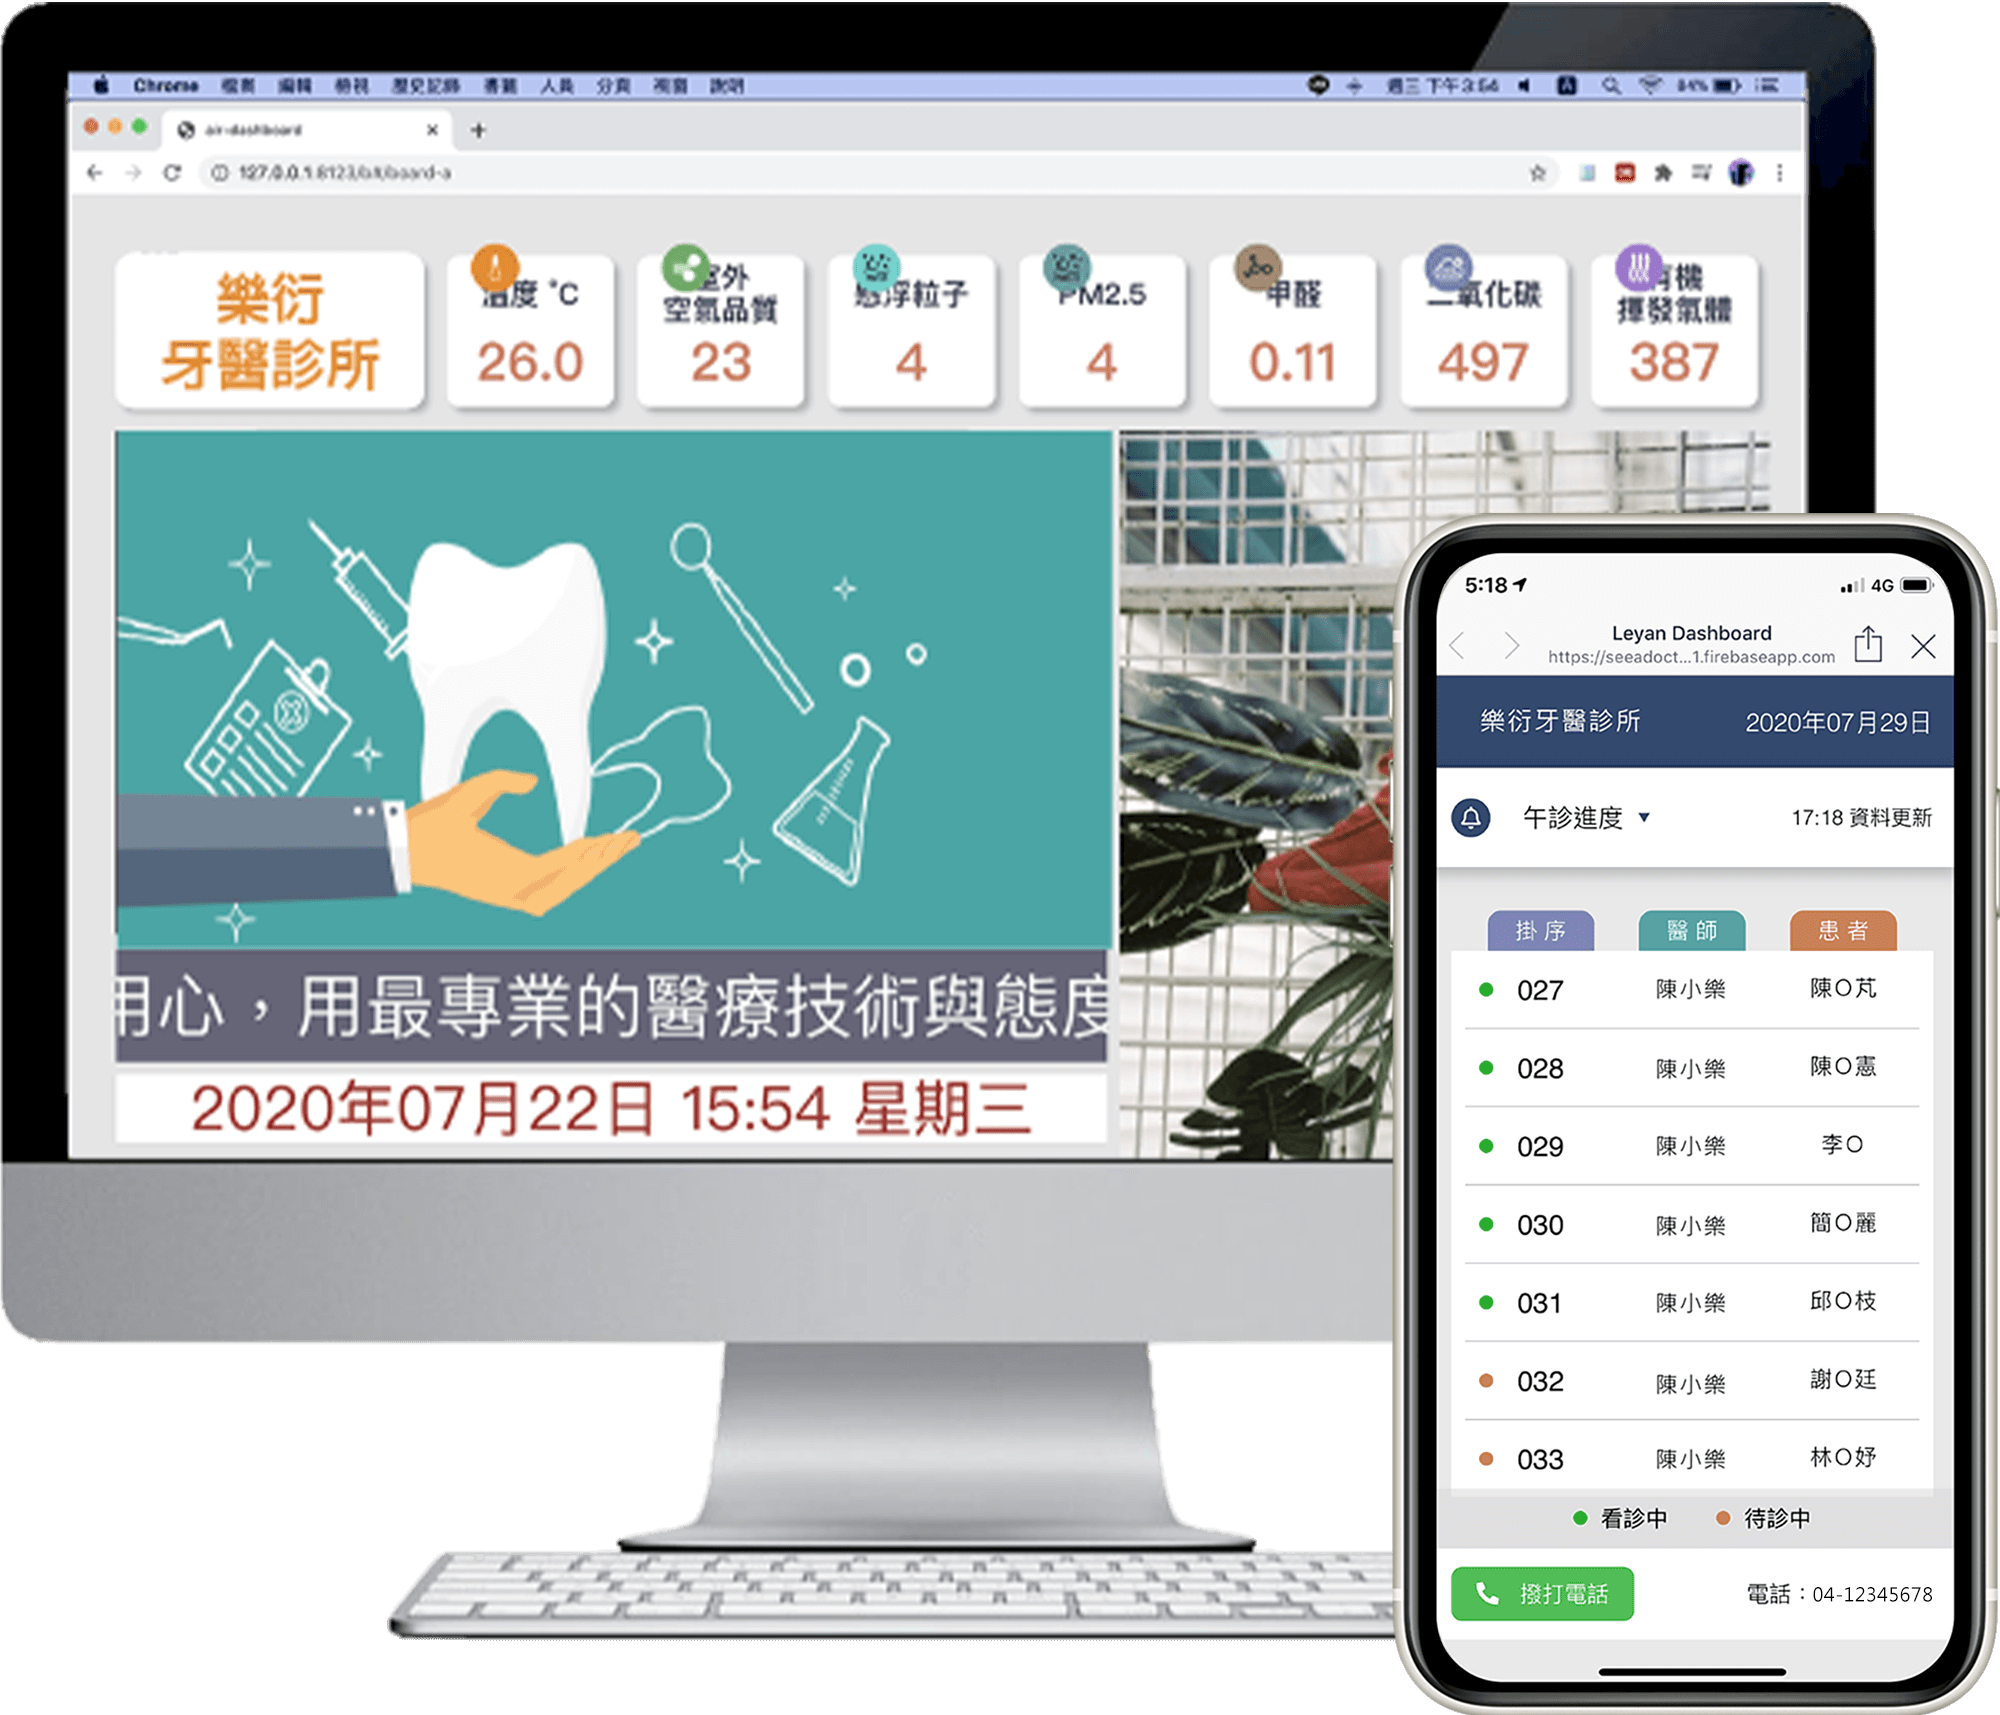 Chrome 檔案 編輯 檢視 歷史記錄 書籤 人員 分頁 視窗 說明
週三 下午3:54
84%
air-dashboard
127.0.0.1:8123/bit/board-a
樂衍
牙醫診所
溫度 °C
26.0
室外
空氣品質
23
懸浮粒子
4
PM2.5
4
甲醛
0.11
二氧化碳
497
有機
揮發氣體
387
用心，用最專業的醫療技術與態度
2020年07月22日 15:54 星期三
5:18
4G
Leyan Dashboard
https://seeadoct...1.firebaseapp.com
樂衍牙醫診所 2020年07月29日
午診進度 ▼ 17:18 資料更新
掛序 醫師 患者
027 陳小樂 陳O芃
028 陳小樂 陳O憲
029 陳小樂 李O
030 陳小樂 簡O麗
031 陳小樂 邱O枝
032 陳小樂 謝O廷
033 陳小樂 林O妤
看診中 待診中
撥打電話 電話：04-12345678